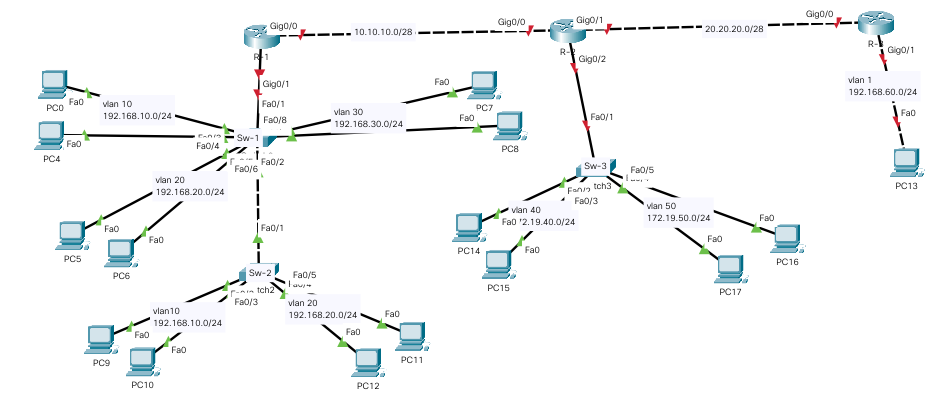 Gig0/0
R-1
10.10.10.0/28
Gig0/0
Gig0/1
20.20.20.0/28
Gig0/0
Gig0/1
Gig0/2
Gig0/1
vlan 1
192.168.60.0/24
Fa0
PC13
Fa0
PC0
vlan 10
192.168.10.0/24
PC4
Fa0/1
Fa0/8
Sw-1
Fa0/4
Fa0/6
Fa0/2
vlan 30
192.168.30.0/24
Fa0
PC7
Fa0
PC8
vlan 20
192.168.20.0/24
Fa0
PC5
Fa0
PC6
Fa0/1
Sw-2
tch2
Fa0/3
Fa0/5
vlan10
192.168.10.0/24
Fa0
PC9
Fa0
PC10
vlan 20
192.168.20.0/24
Fa0
PC11
Fa0
PC12
Fa0/1
Sw-3
tch3
Fa0/3
Fa0/5
vlan 40
2.19.40.0/24
Fa0
PC14
Fa0
PC15
vlan 50
172.19.50.0/24
Fa0
PC16
Fa0
PC17